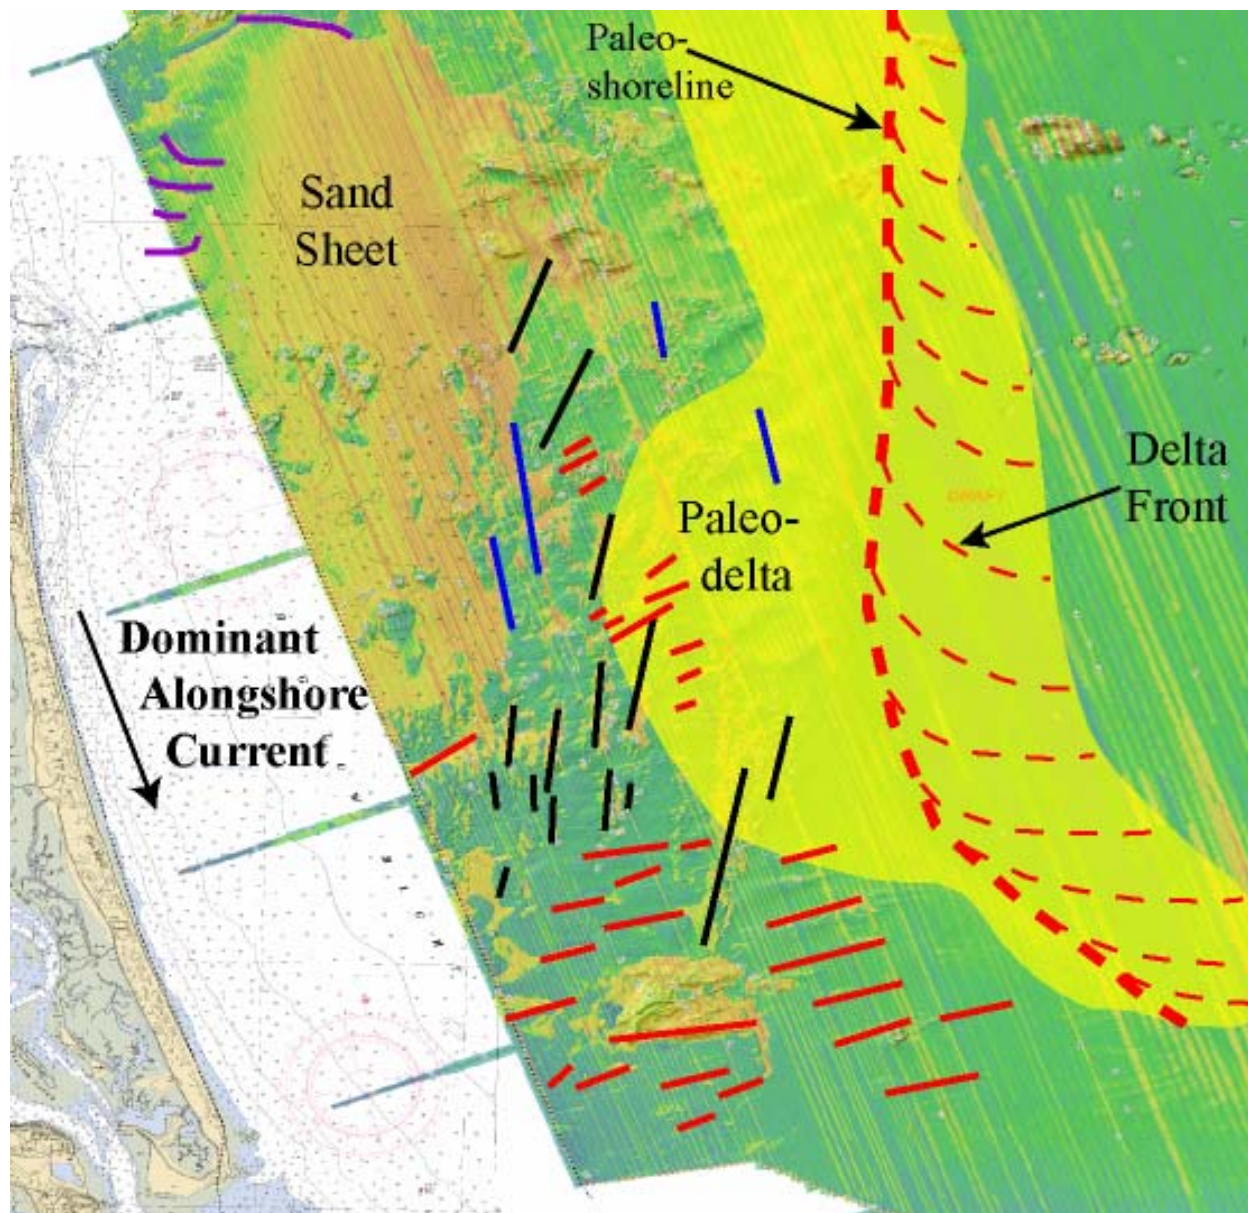 Paleo-
shoreline
Sand
Sheet
Delta
Front
Paleo-
delta
Dominant
Alongshore
Current